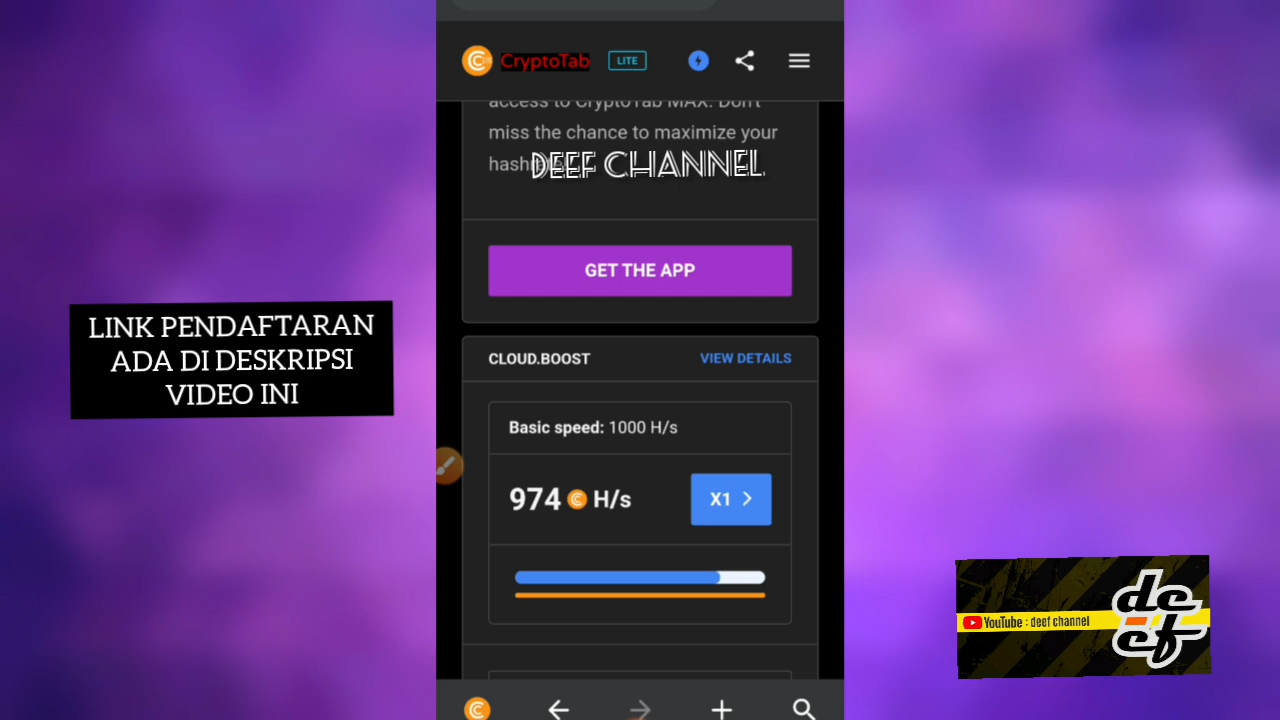 CryptoTab LITE
access to CryptoTab MAX. Don't
miss the chance to maximize your
DEEF CHANNEL
GET THE APP
CLOUD.BOOST VIEW DETAILS
Basic speed: 1000 H/s
974 H/s X1
LINK PENDAFTARAN
ADA DI DESKRIPSI
VIDEO INI
de
ef
YouTube : deef channel